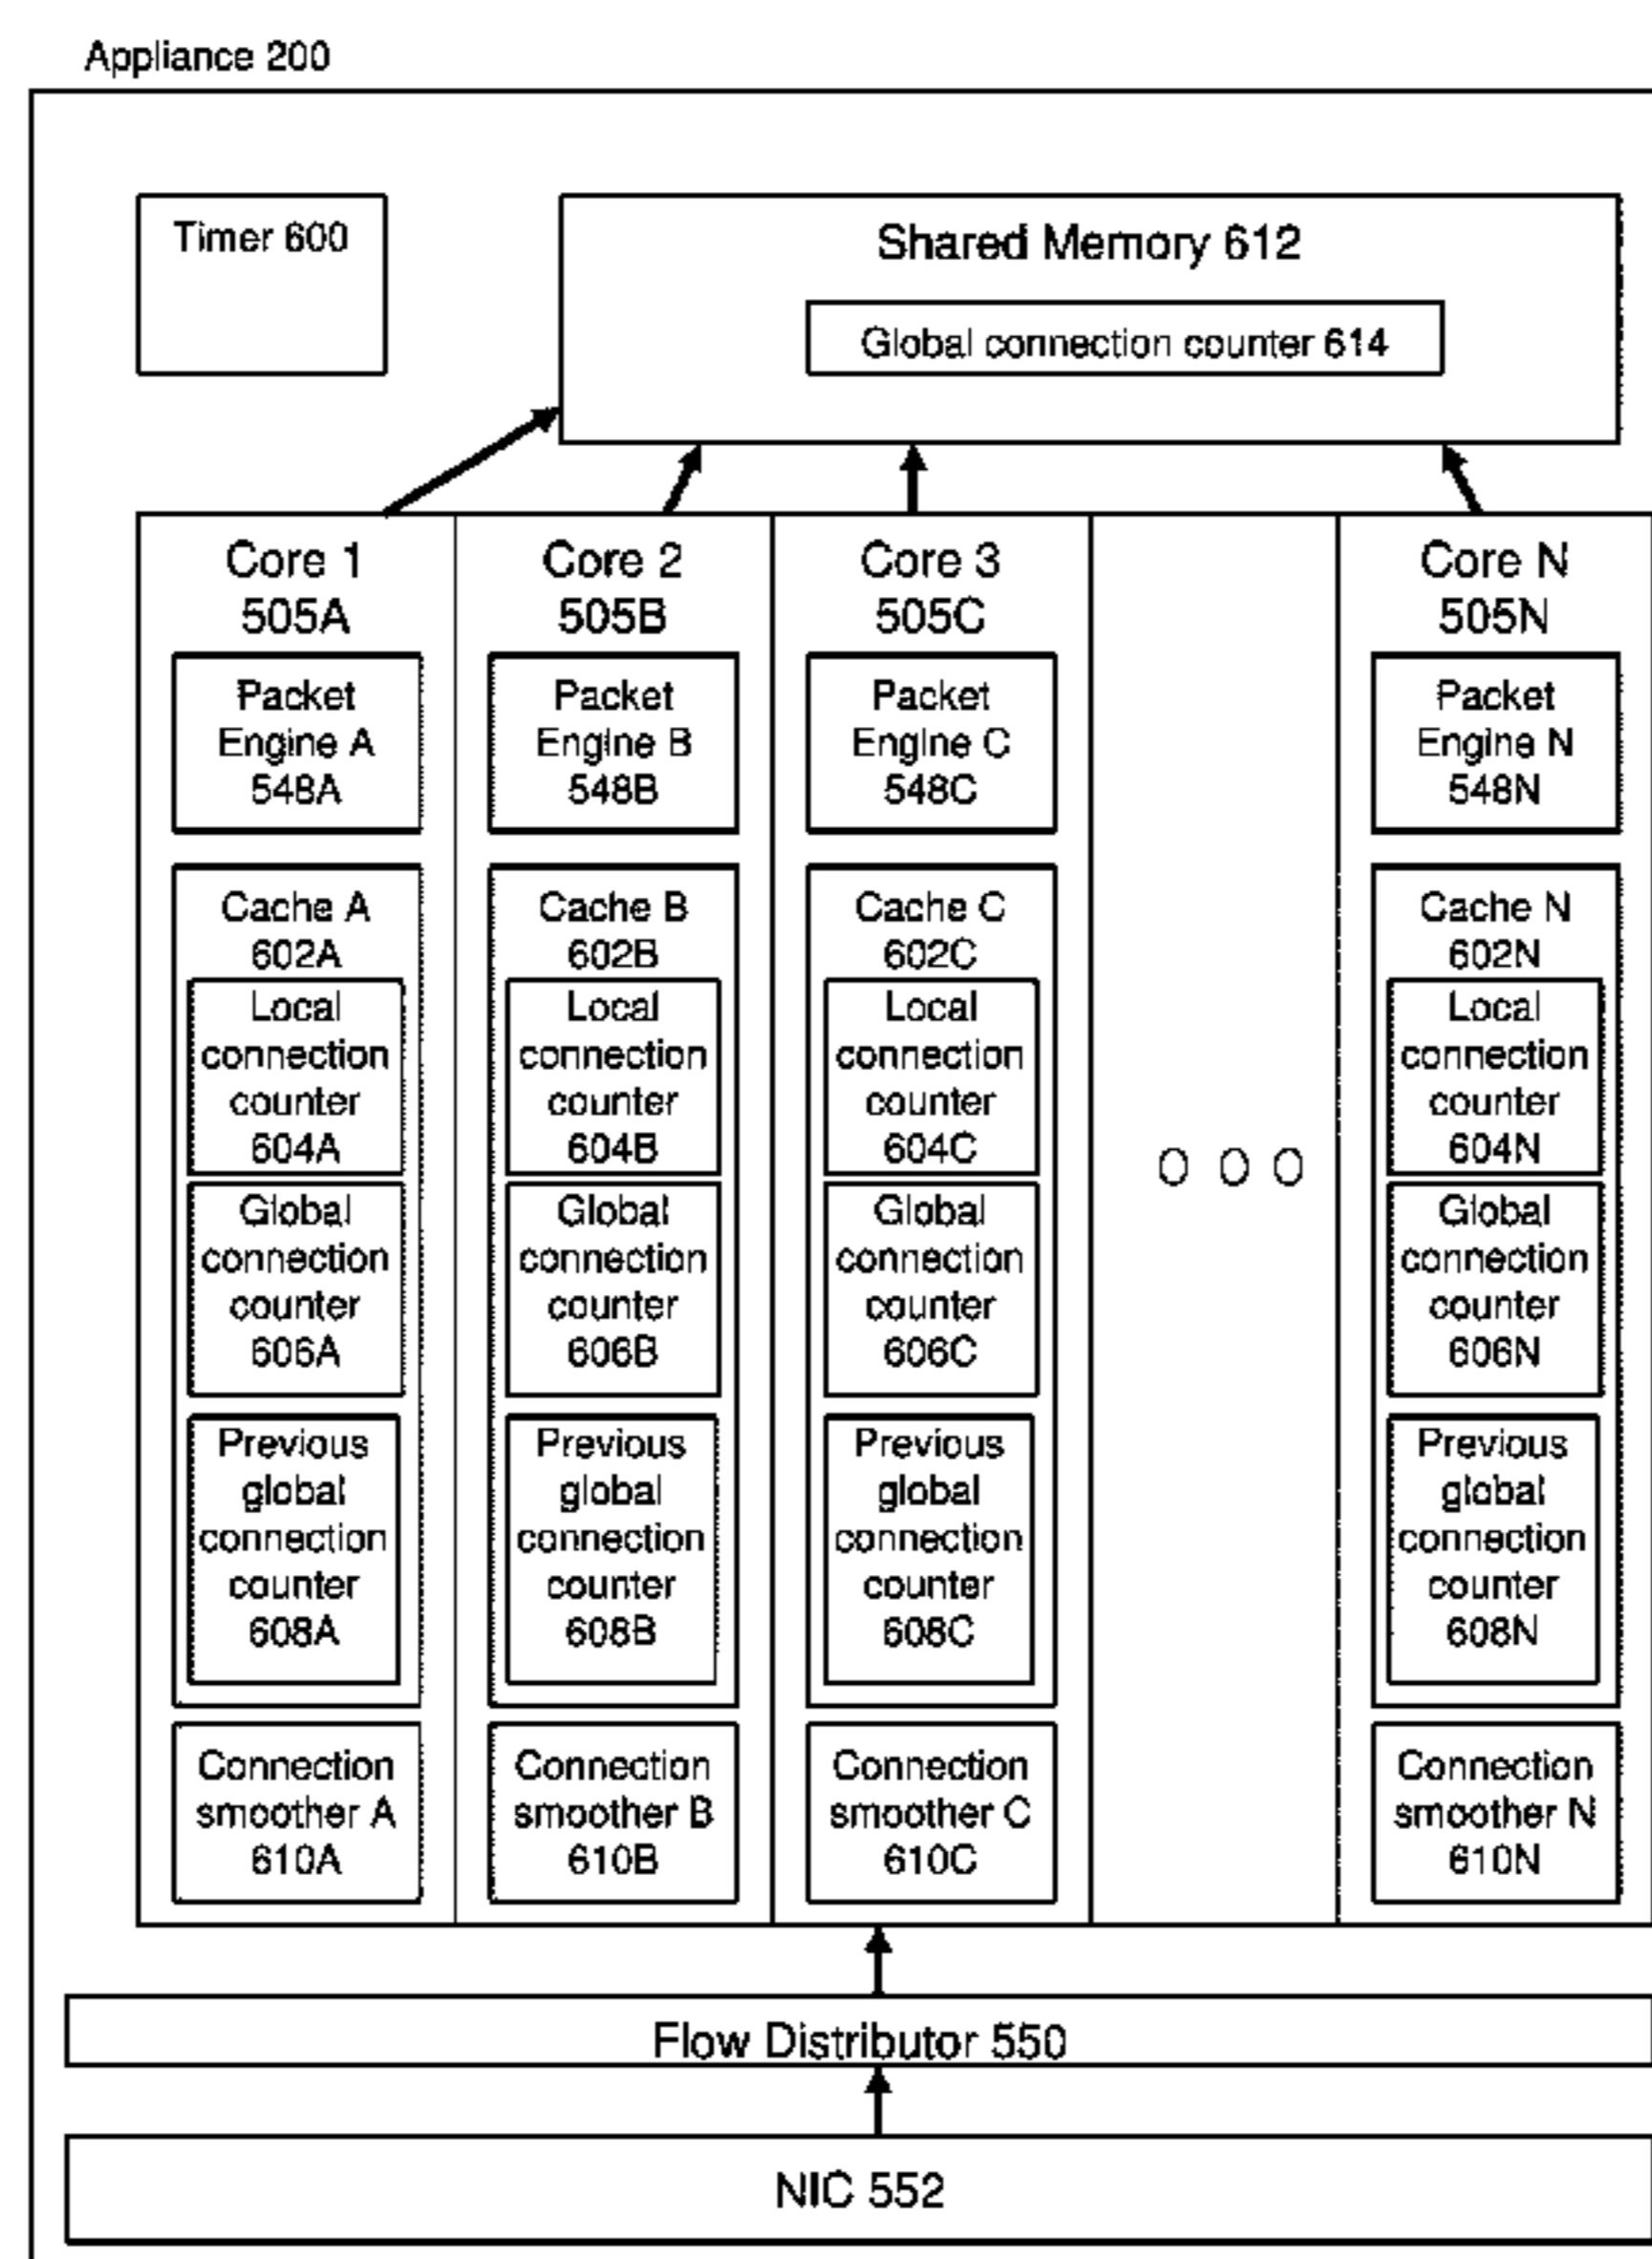 Appliance 200
Timer 600
Shared Memory 612
Global connection counter 614
Core 1
505A
Packet
Engine A
548A
Cache A
602A
Local
connection
counter
604A
Global
connection
counter
606A
Previous
global
connection
counter
608A
Connection
smoother A
610A
Core 2
505B
Packet
Engine B
548B
Cache B
602B
Local
connection
counter
604B
Global
connection
counter
606B
Previous
global
connection
counter
608B
Connection
smoother B
610B
Core 3
505C
Packet
Engine C
548C
Cache C
602C
Local
connection
counter
604C
Global
connection
counter
606C
Previous
global
connection
counter
608C
Connection
smoother C
610C
Core N
505N
Packet
Engine N
548N
Cache N
602N
Local
connection
counter
604N
Global
connection
counter
606N
Previous
global
connection
counter
608N
Connection
smoother N
610N
Flow Distributor 550
NIC 552